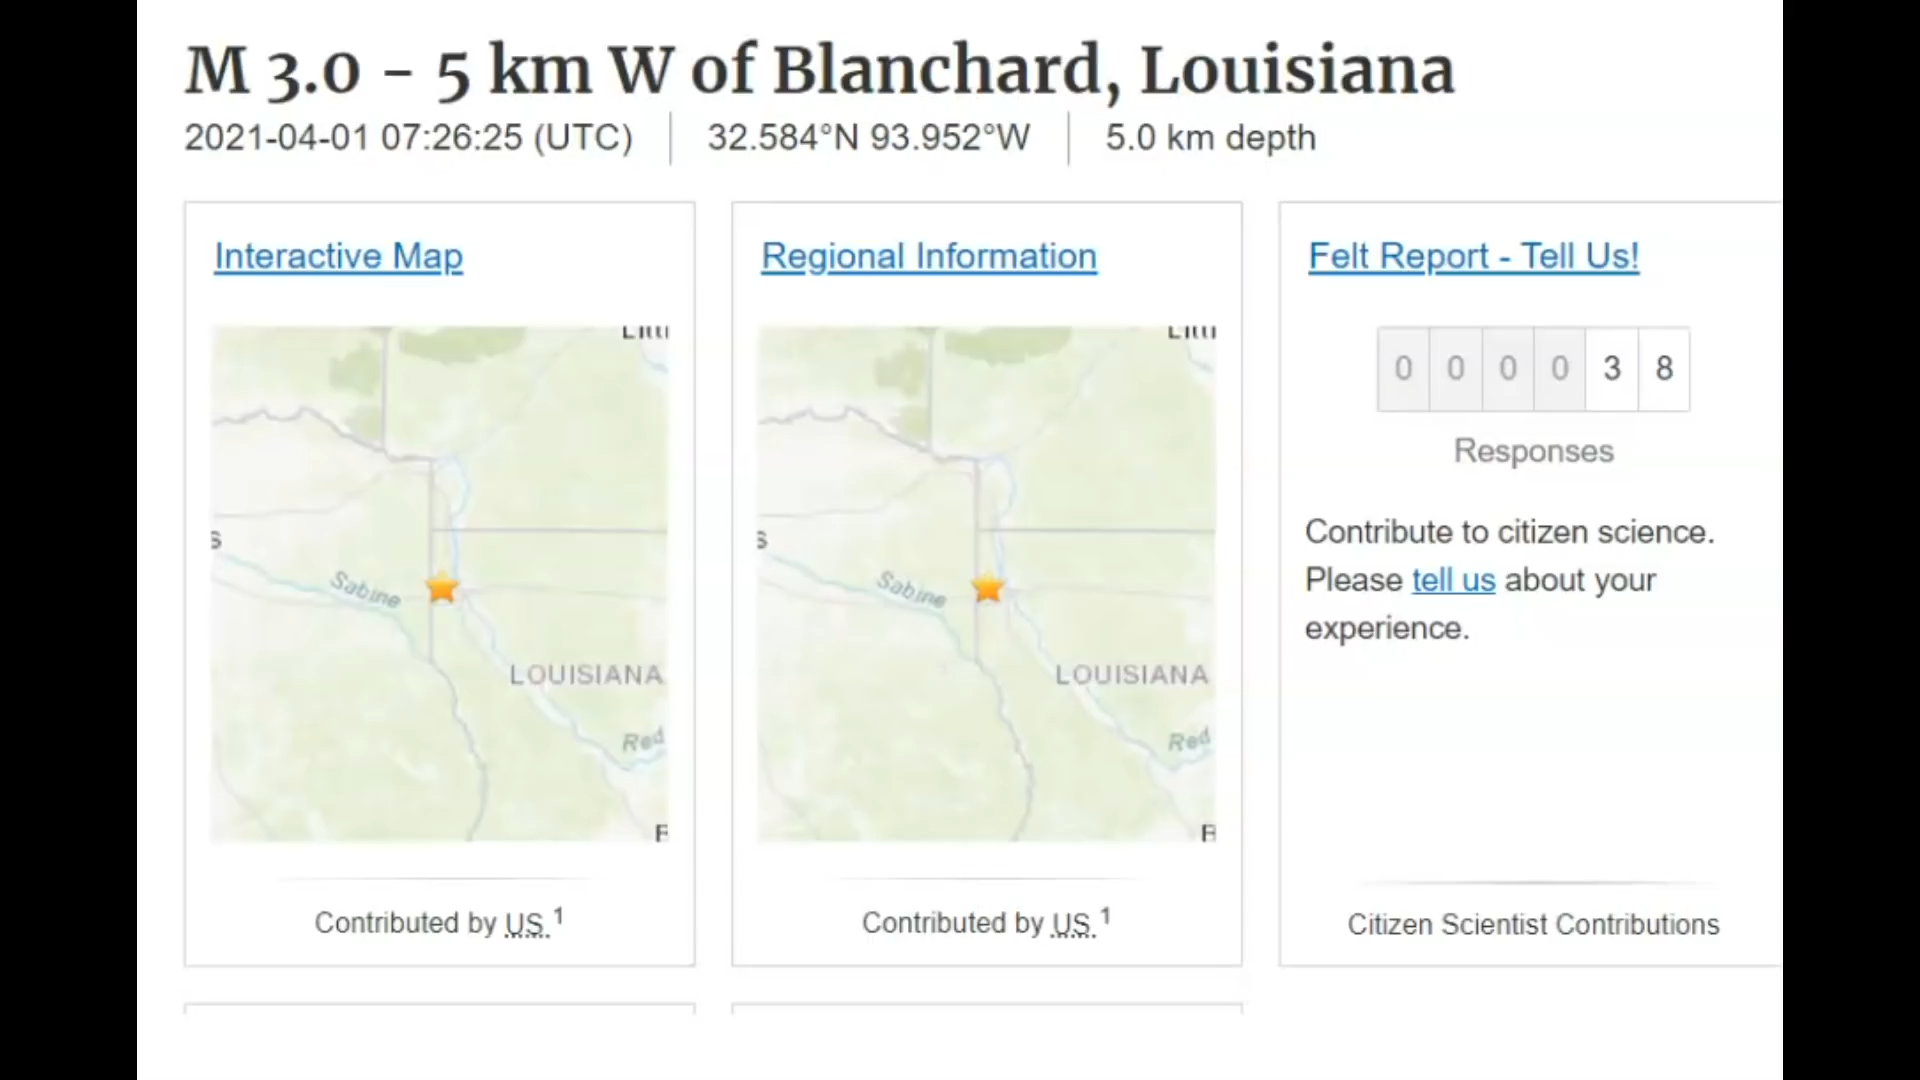 M 3.0 - 5 km W of Blanchard, Louisiana
2021-04-01 07:26:25 (UTC) 32.584°N 93.952°W 5.0 km depth
Interactive Map
Sabine
LOUISIANA
Red
Contributed by US 1
Regional Information
Sabine
LOUISIANA
Red
Contributed by US 1
Felt Report - Tell Us!
0 0 0 0 3 8
Responses
Contribute to citizen science.
Please tell us about your
experience.
Citizen Scientist Contributions